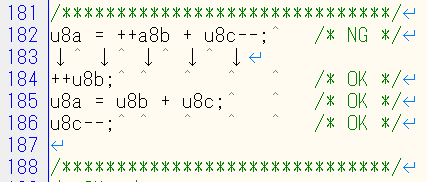 181 /******************************/↵
182 u8a = ++a8b + u8c--;^ /* NG */↵
183 ↓^ ↓^ ↓^ ↓^ ↓↵
184 ++u8b;^ ^ ^ ^ ^ /* OK */↵
185 u8a = u8b + u8c;^ ^ /* OK */↵
186 u8c--;^ ^ ^ ^ ^ /* OK */↵
187 ↵
188 /******************************/↵